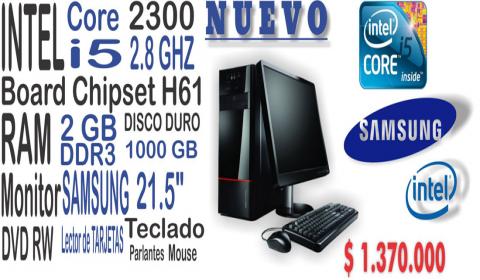 INTEL Core i5 2300 2.8 GHZ
Board Chipset H61
RAM 2 GB DDR3 DISCO DURO 1000 GB
Monitor SAMSUNG 21.5"
DVD RW Lector de TARJETAS Teclado
Parlantes Mouse
NUEVO
intel
i5
CORE
inside™
SAMSUNG
intel
$ 1.370.000